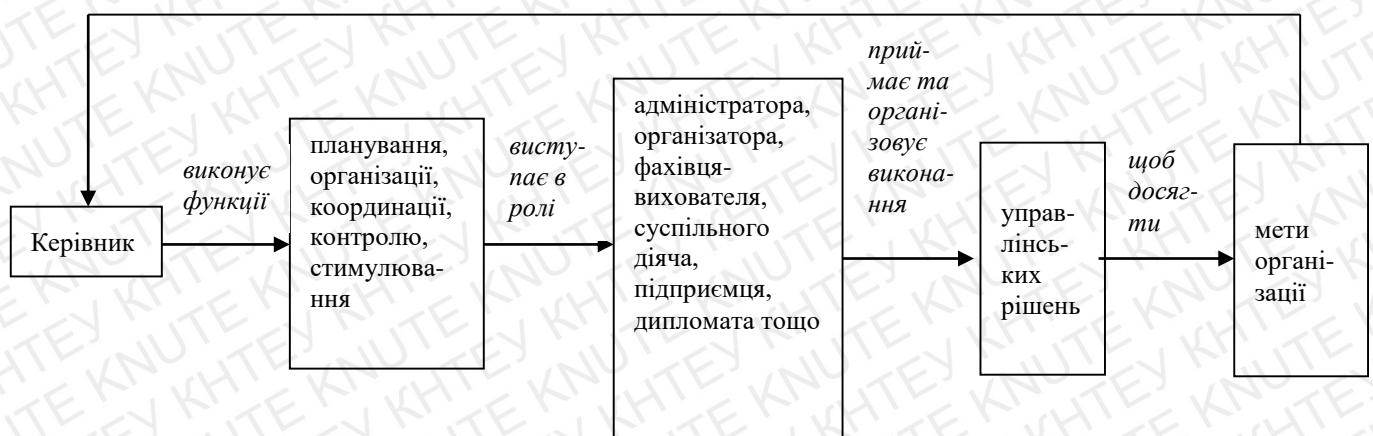 Керівник
виконує
функції
планування,
організації,
координації,
контролю,
стимулюва-
ння
висту-
пає в
ролі
адміністратора,
організатора,
фахівця-
вихователя,
суспільного
діяча,
підприємця,
дипломата тощо
прий-
має та
органі-
зовує
викона-
ння
управ-
лінсь-
ких
рішень
щоб
досяг-
ти
мети
органі-
зації